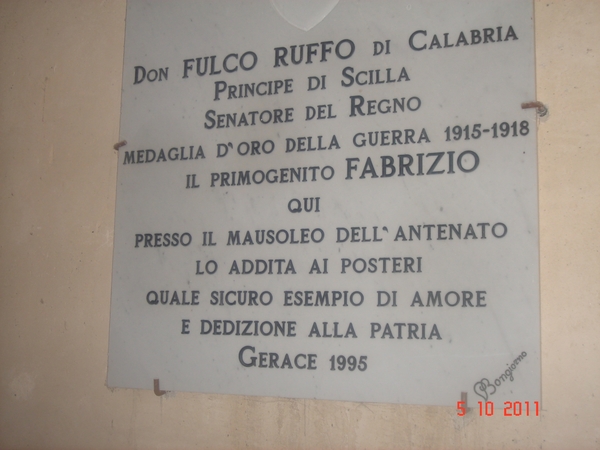 Don FULCO RUFFO di Calabria
Principe di Scilla
Senatore del Regno
MEDAGLIA D'ORO DELLA GUERRA 1915-1918
IL PRIMOGENITO FABRIZIO
QUI
PRESSO IL MAUSOLEO DELL'ANTENATO
LO ADDITA AI POSTERI
QUALE SICURO ESEMPIO DI AMORE
E DEDIZIONE ALLA PATRIA
Gerace 1995
Bongiorno
5 10 2011